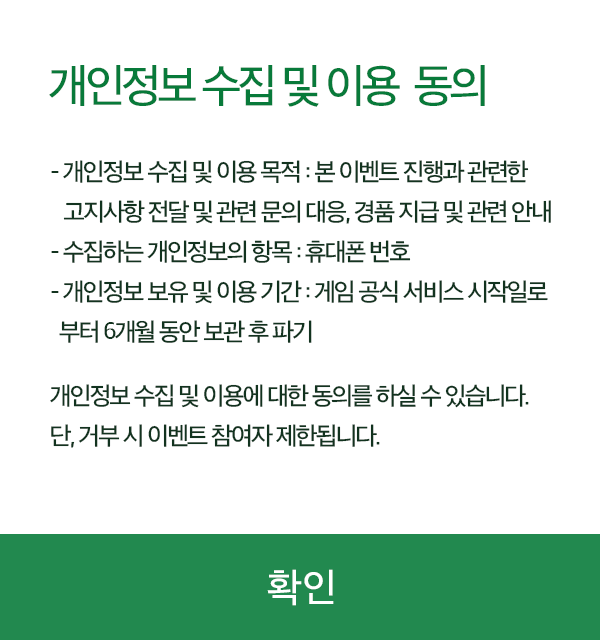 개인정보 수집 및 이용 동의
- 개인정보 수집 및 이용 목적 : 본 이벤트 진행과 관련한
고지사항 전달 및 관련 문의 대응, 경품 지급 및 관련 안내
- 수집하는 개인정보의 항목 : 휴대폰 번호
- 개인정보 보유 및 이용 기간 : 게임 공식 서비스 시작일로
부터 6개월 동안 보관 후 파기
개인정보 수집 및 이용에 대한 동의를 하실 수 있습니다.
단, 거부 시 이벤트 참여자 제한됩니다.
확인